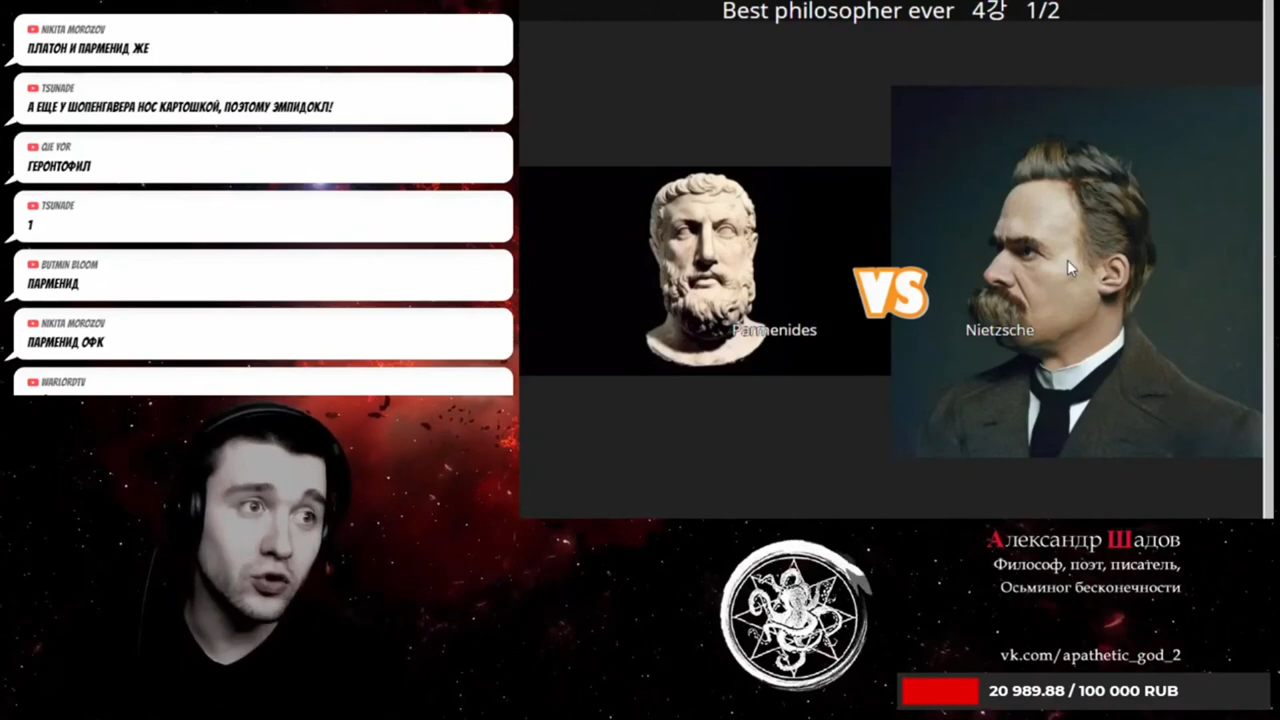 NIKITA MOROZOV
ПЛАТОН И ПАРМЕНИД ЖЕ
TSUNADE
А ЕЩЕ У ШОПЕНГАВЕРА НОС КАРТОШКОЙ, ПОЭТОМУ ЭМПИДОКЛ!
QJE YOR
ГЕРОНТОФИЛ
TSUNADE
1
BUTMIN BLOOM
ПАРМЕНИД
NIKITA MOROZOV
ПАРМЕНИД ОФК
WARLORDTV
Best philosopher ever 4강 1/2
VS
Parmenides
Nietzsche
Александр Шадов
Философ, поэт, писатель,
Осьминог бесконечности
vk.com/apathetic_god_2
20 989.88 / 100 000 RUB